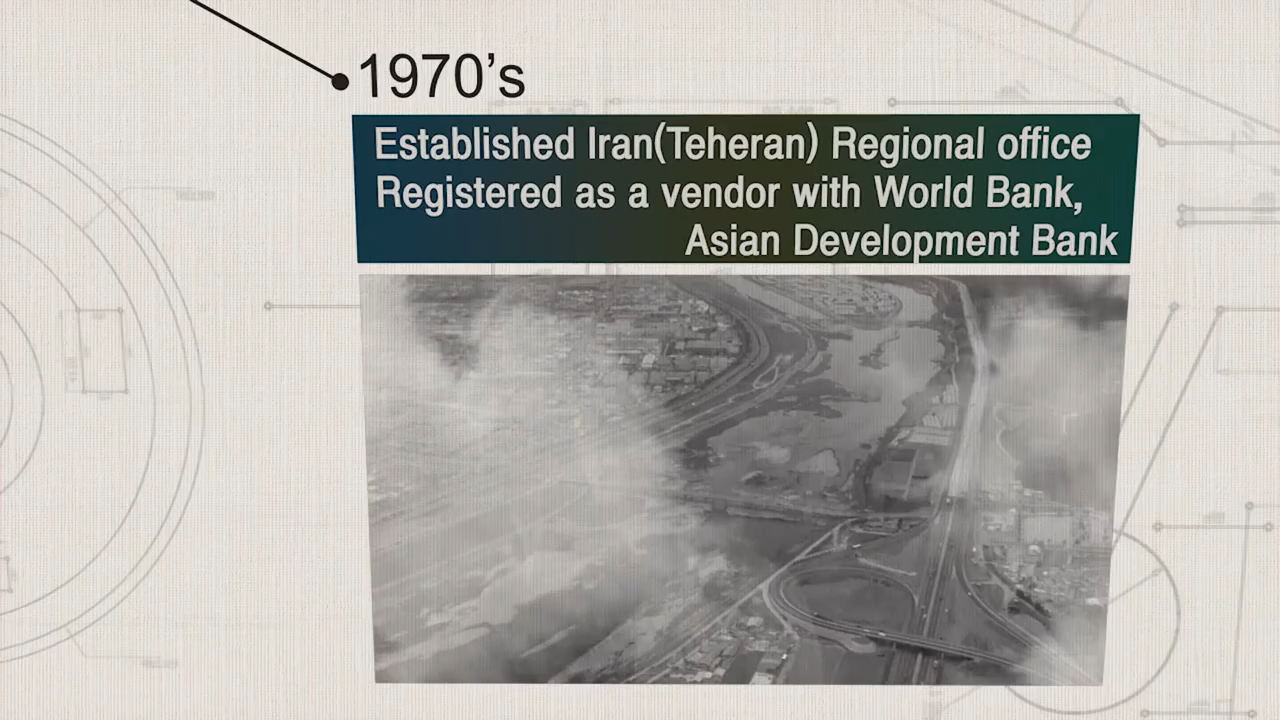 1970's
Established Iran(Teheran) Regional office
Registered as a vendor with World Bank,
Asian Development Bank